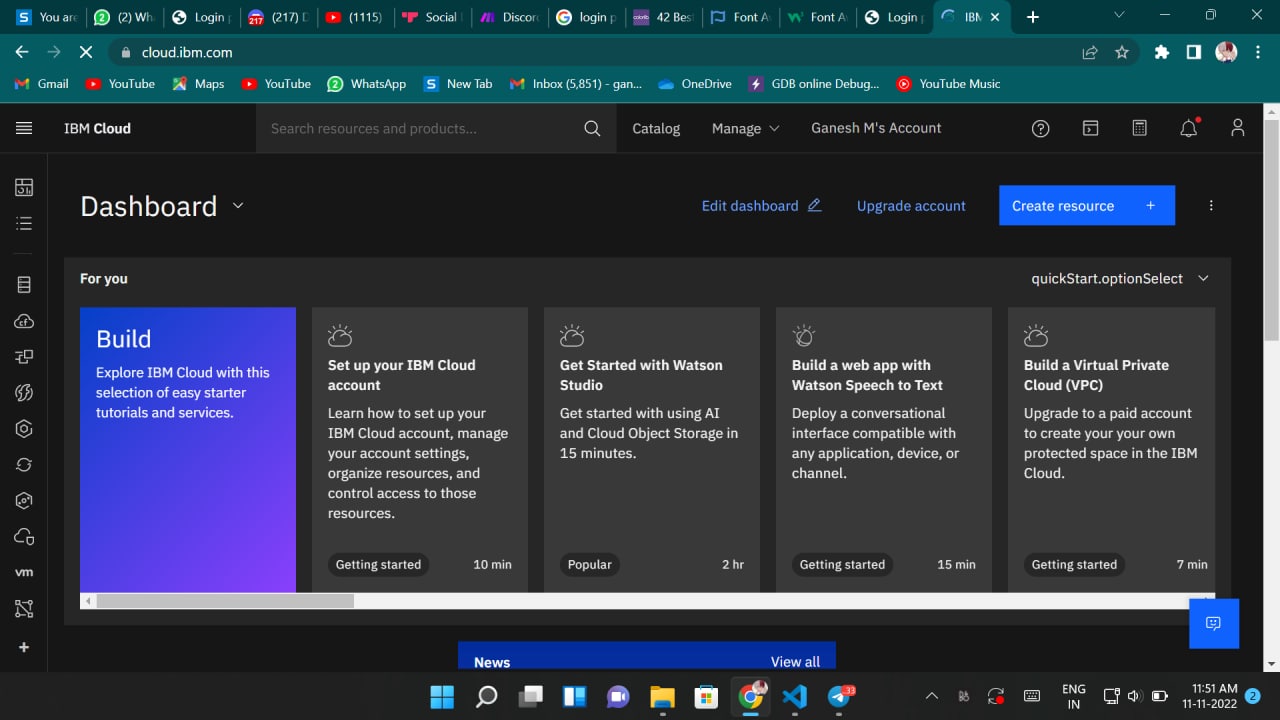 You are
(2) Wha
Login p
217
(217) D
(1115)
Social
Discor
login p
colorlib
42 Best
Font A
Font A
Login p
IBM
cloud.ibm.com
Gmail
YouTube
Maps
YouTube
2
WhatsApp
S
New Tab
Inbox (5,851) - gan...
OneDrive
GDB online Debug...
YouTube Music
IBM Cloud
Search resources and products...
Catalog
Manage
Ganesh M's Account
Dashboard
Edit dashboard
Upgrade account
Create resource +
For you
quickStart.optionSelect
Build
Explore IBM Cloud with this
selection of easy starter
tutorials and services.
Set up your IBM Cloud
account
Learn how to set up your
IBM Cloud account, manage
your account settings,
organize resources, and
control access to those
resources.
Getting started
10 min
Get Started with Watson
Studio
Get started with using AI
and Cloud Object Storage in
15 minutes.
Popular
2 hr
Build a web app with
Watson Speech to Text
Deploy a conversational
interface compatible with
any application, device, or
channel.
Getting started
15 min
Build a Virtual Private
Cloud (VPC)
Upgrade to a paid account
to create your your own
protected space in the IBM
Cloud.
Getting started
7 min
cf
vm
News
View all
33
ENG
IN
11:51 AM
11-11-2022
2